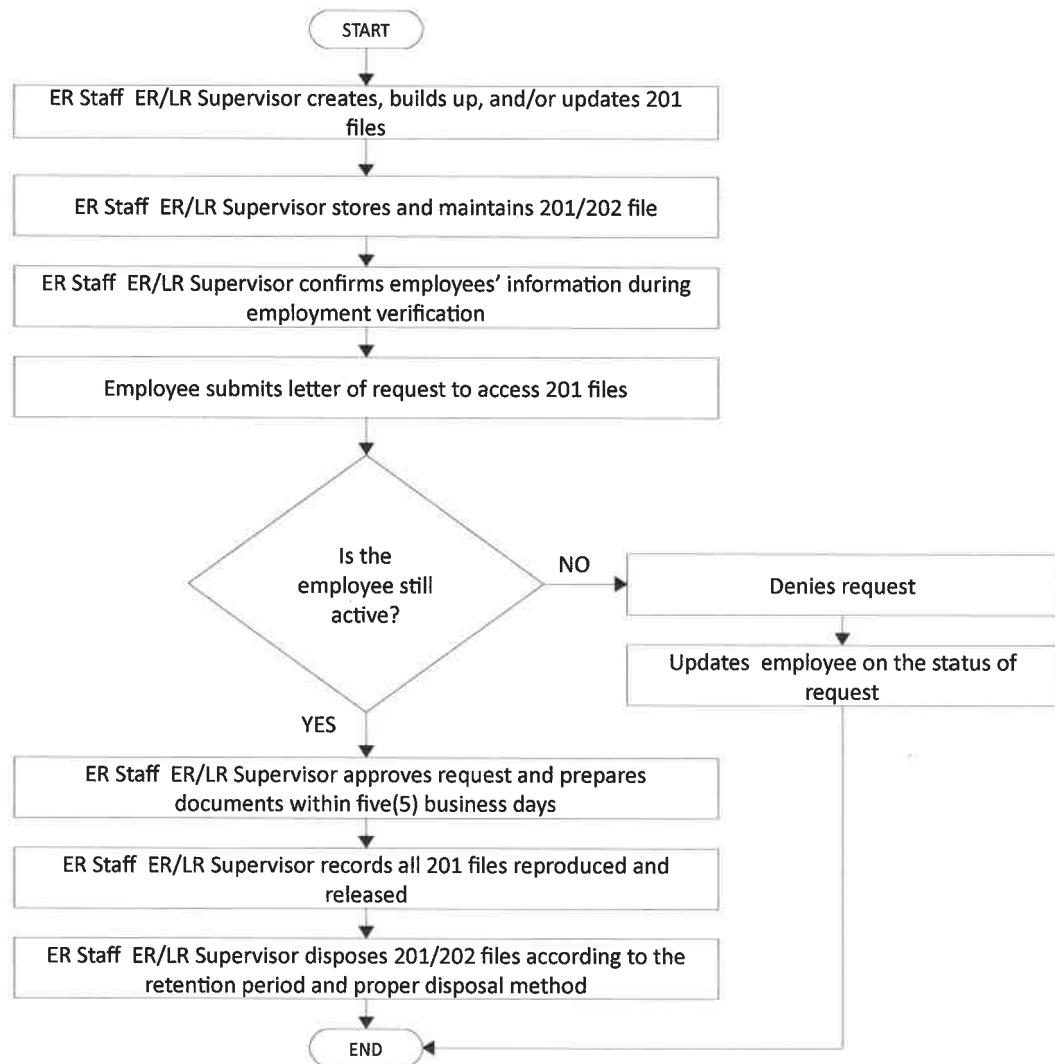 START
ER Staff ER/LR Supervisor creates, builds up, and/or updates 201
files
ER Staff ER/LR Supervisor stores and maintains 201/202 file
ER Staff ER/LR Supervisor confirms employees’ information during
employment verification
Employee submits letter of request to access 201 files
Is the
employee still
active?
NO
Denies request
Updates employee on the status of
request
YES
ER Staff ER/LR Supervisor approves request and prepares
documents within five(5) business days
ER Staff ER/LR Supervisor records all 201 files reproduced and
released
ER Staff ER/LR Supervisor disposes 201/202 files according to the
retention period and proper disposal method
END